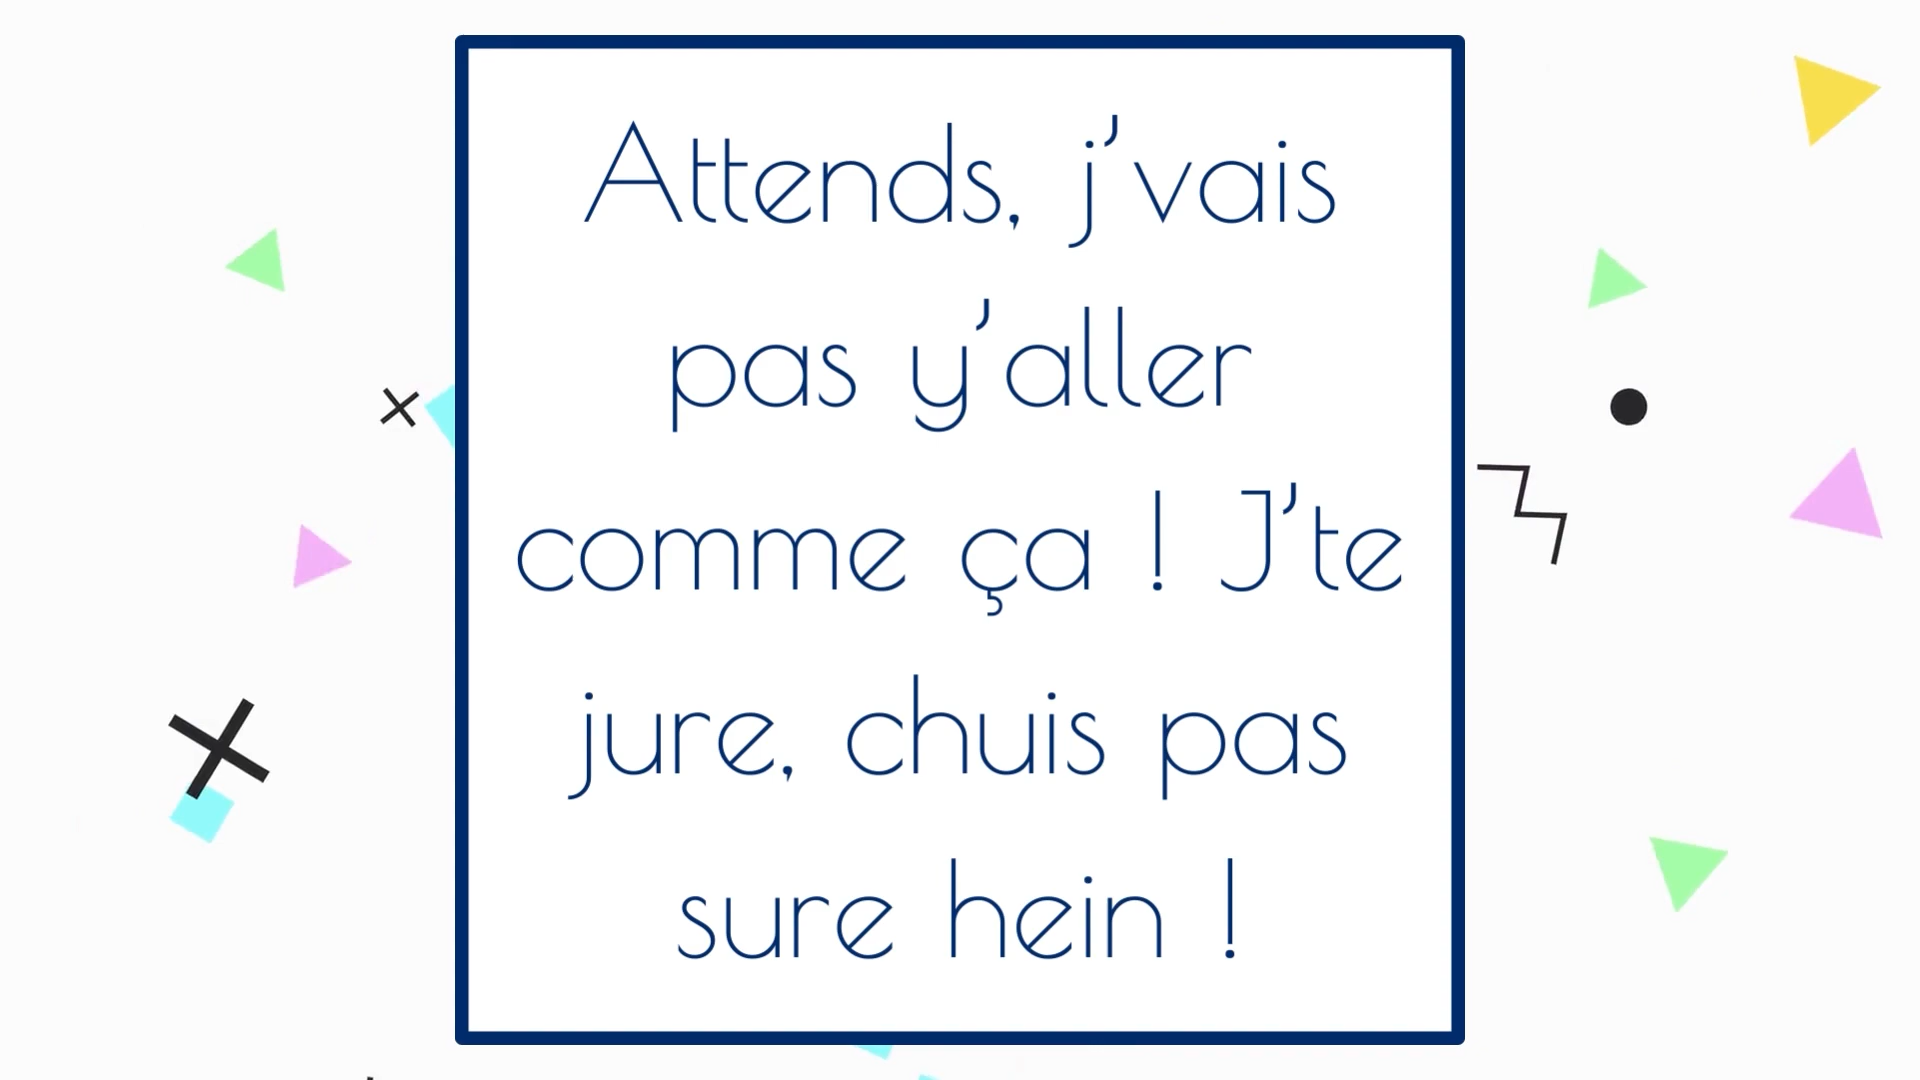 Attends, j’vais
pas y’aller
comme ça ! J’te
jure, chuis pas
sure hein !